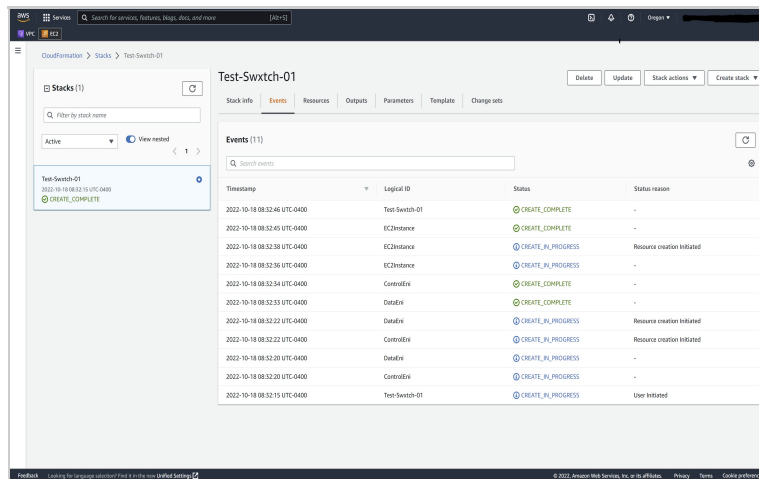 aws Services Search for services, features, blogs, docs, and more [Alt+S] Oregon ▼
VPC EC2
CloudFormation > Stacks > Test-Swxtch-01
Stacks (1)
Filter by stack name
Active ▼ View nested
< 1 >
Test-Swxtch-01
2022-10-18 08:32:15 UTC-0400
CREATE_COMPLETE
Test-Swxtch-01
Delete Update Stack actions ▼ Create stack ▼
Stack info Events Resources Outputs Parameters Template Change sets
Events (11)
Search events
Timestamp Logical ID Status Status reason
2022-10-18 08:32:46 UTC-0400 Test-Swxtch-01 CREATE_COMPLETE -
2022-10-18 08:32:45 UTC-0400 EC2Instance CREATE_COMPLETE -
2022-10-18 08:32:38 UTC-0400 EC2Instance CREATE_IN_PROGRESS Resource creation Initiated
2022-10-18 08:32:36 UTC-0400 EC2Instance CREATE_IN_PROGRESS -
2022-10-18 08:32:34 UTC-0400 ControlEni CREATE_COMPLETE -
2022-10-18 08:32:33 UTC-0400 DataEni CREATE_COMPLETE -
2022-10-18 08:32:22 UTC-0400 DataEni CREATE_IN_PROGRESS Resource creation Initiated
2022-10-18 08:32:22 UTC-0400 ControlEni CREATE_IN_PROGRESS Resource creation Initiated
2022-10-18 08:32:20 UTC-0400 DataEni CREATE_IN_PROGRESS -
2022-10-18 08:32:20 UTC-0400 ControlEni CREATE_IN_PROGRESS -
2022-10-18 08:32:15 UTC-0400 Test-Swxtch-01 CREATE_IN_PROGRESS User Initiated
Feedback Looking for language selection? Find it in the new Unified Settings © 2022, Amazon Web Services, Inc. or its affiliates. Privacy Terms Cookie preferenc